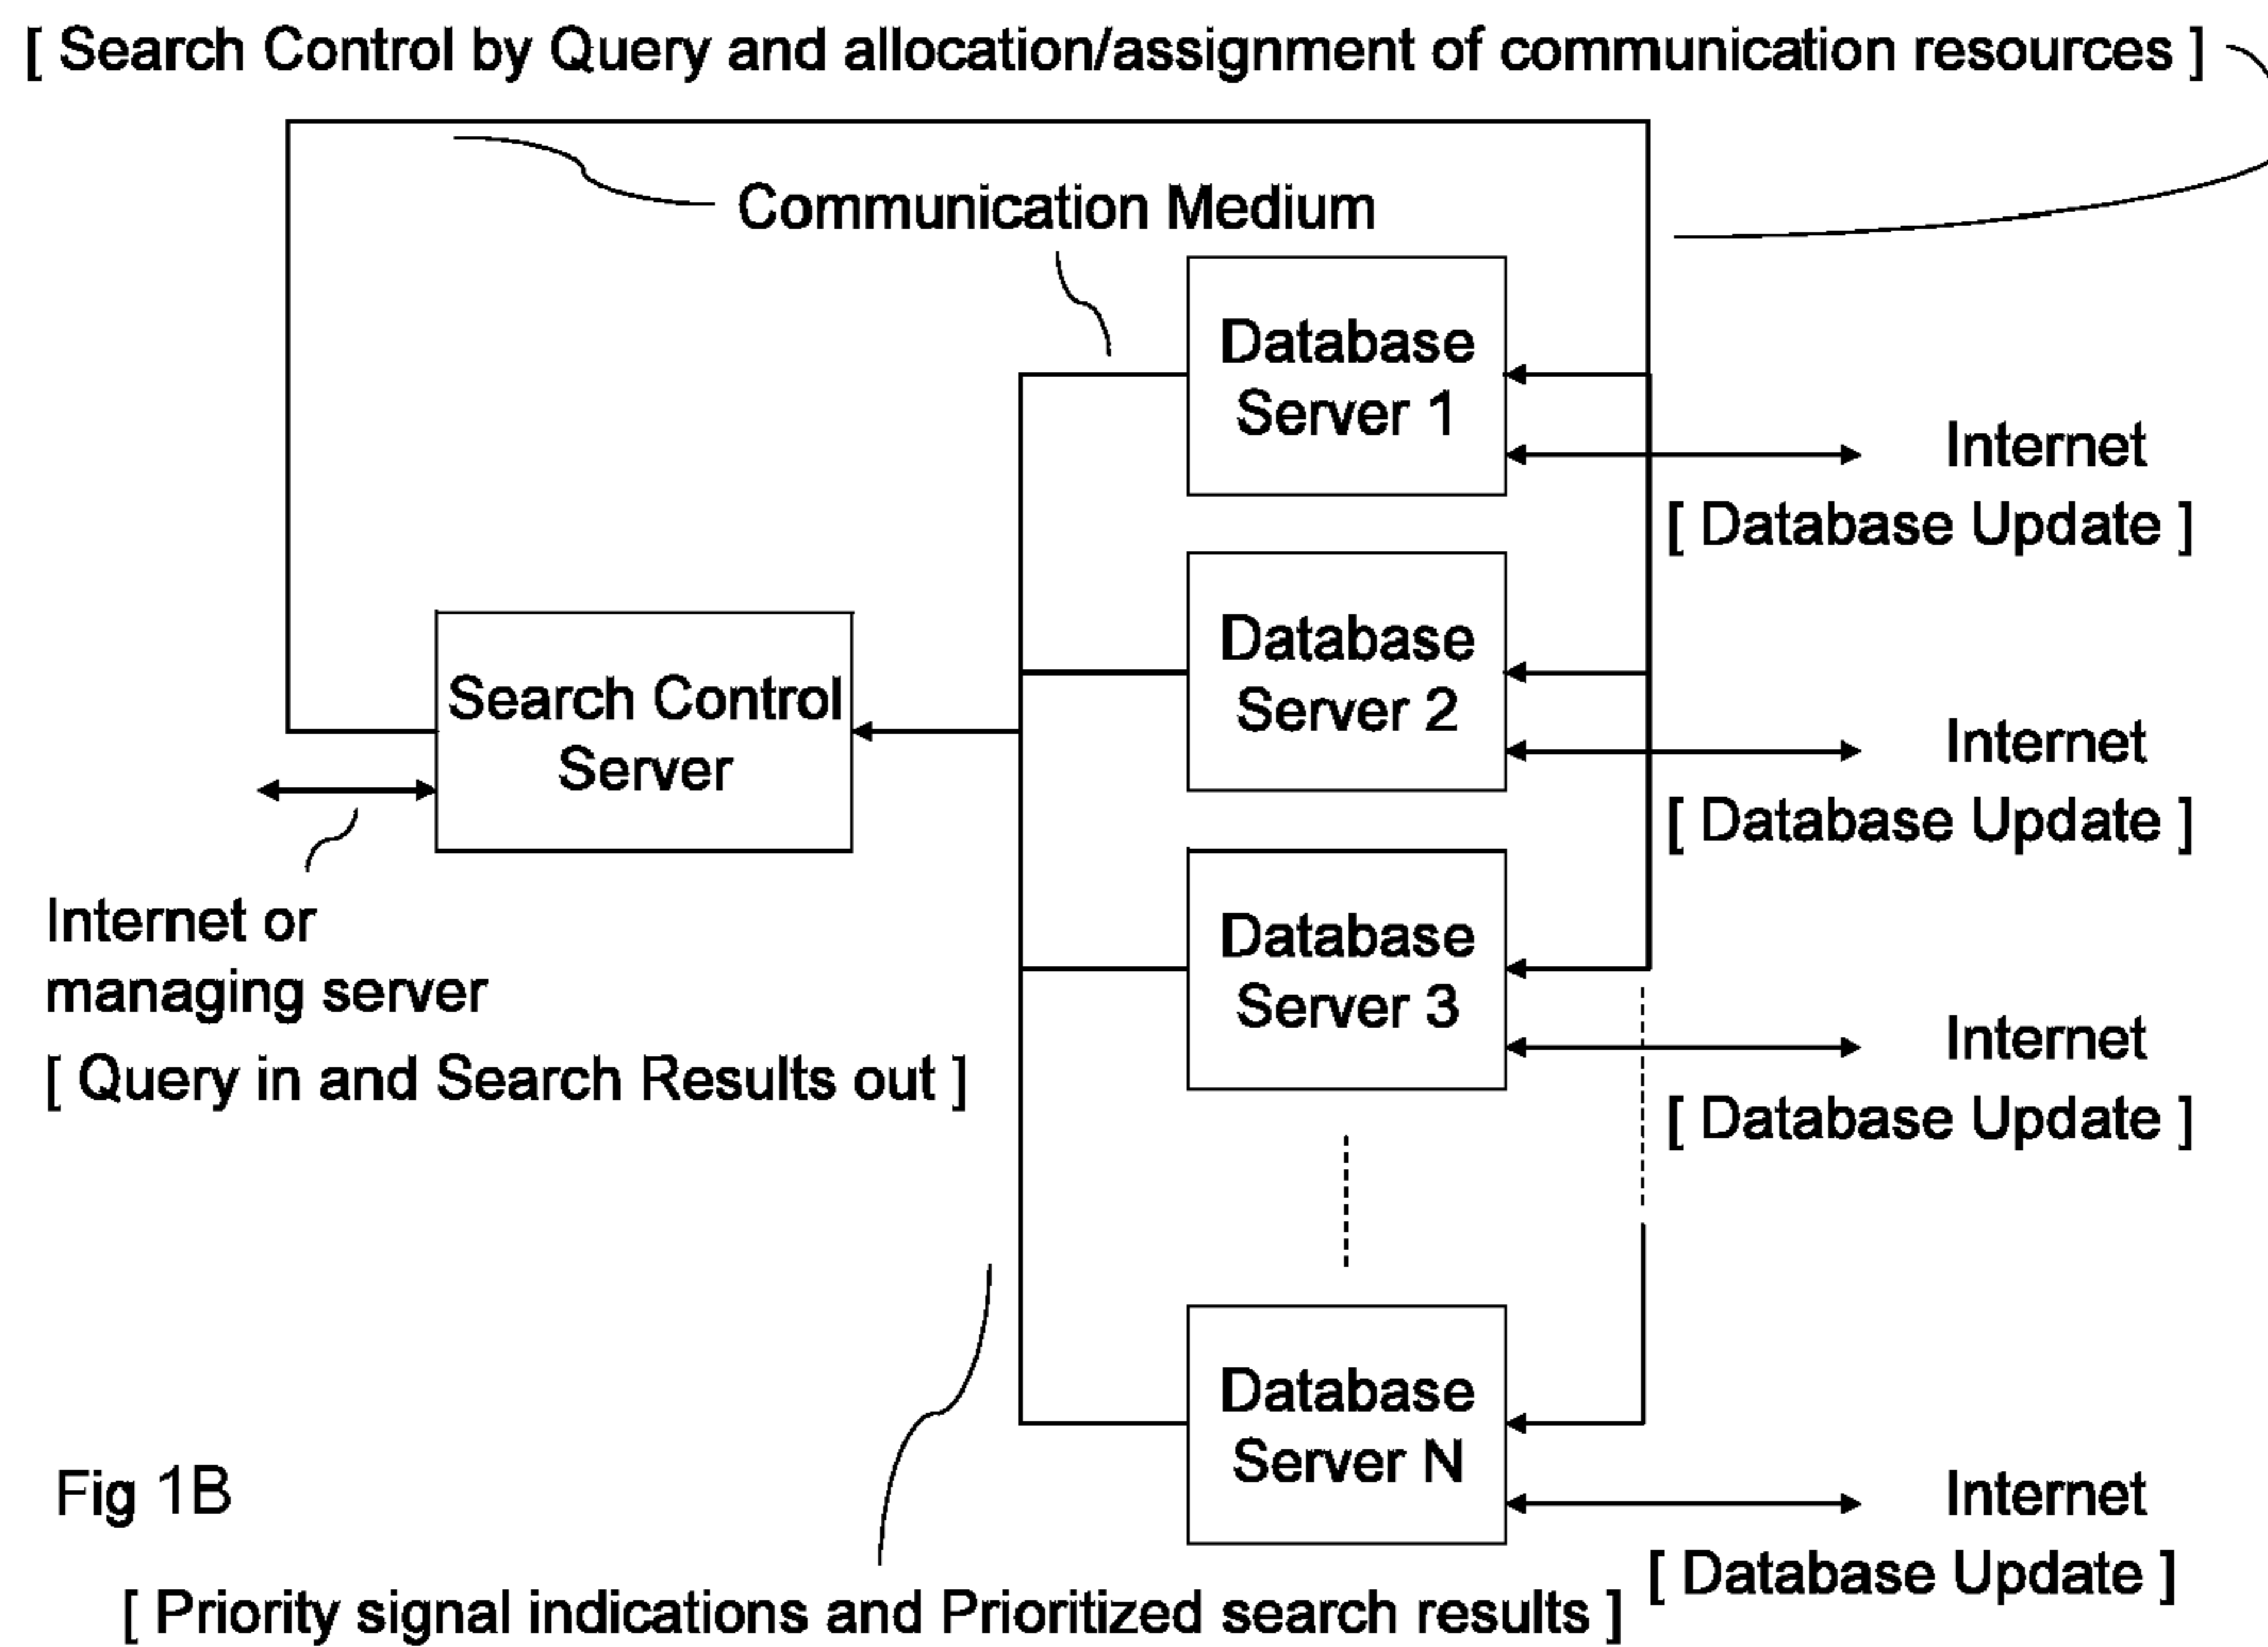 [ Search Control by Query and allocation/assignment of communication resources ]
Communication Medium
Database
Server 1
Internet
[ Database Update ]
Database
Server 2
Internet
[ Database Update ]
Search Control
Server
Internet or
managing server
[ Query in and Search Results out ]
Database
Server 3
Internet
[ Database Update ]
Database
Server N
Internet
[ Database Update ]
Fig 1B
[ Priority signal indications and Prioritized search results ]